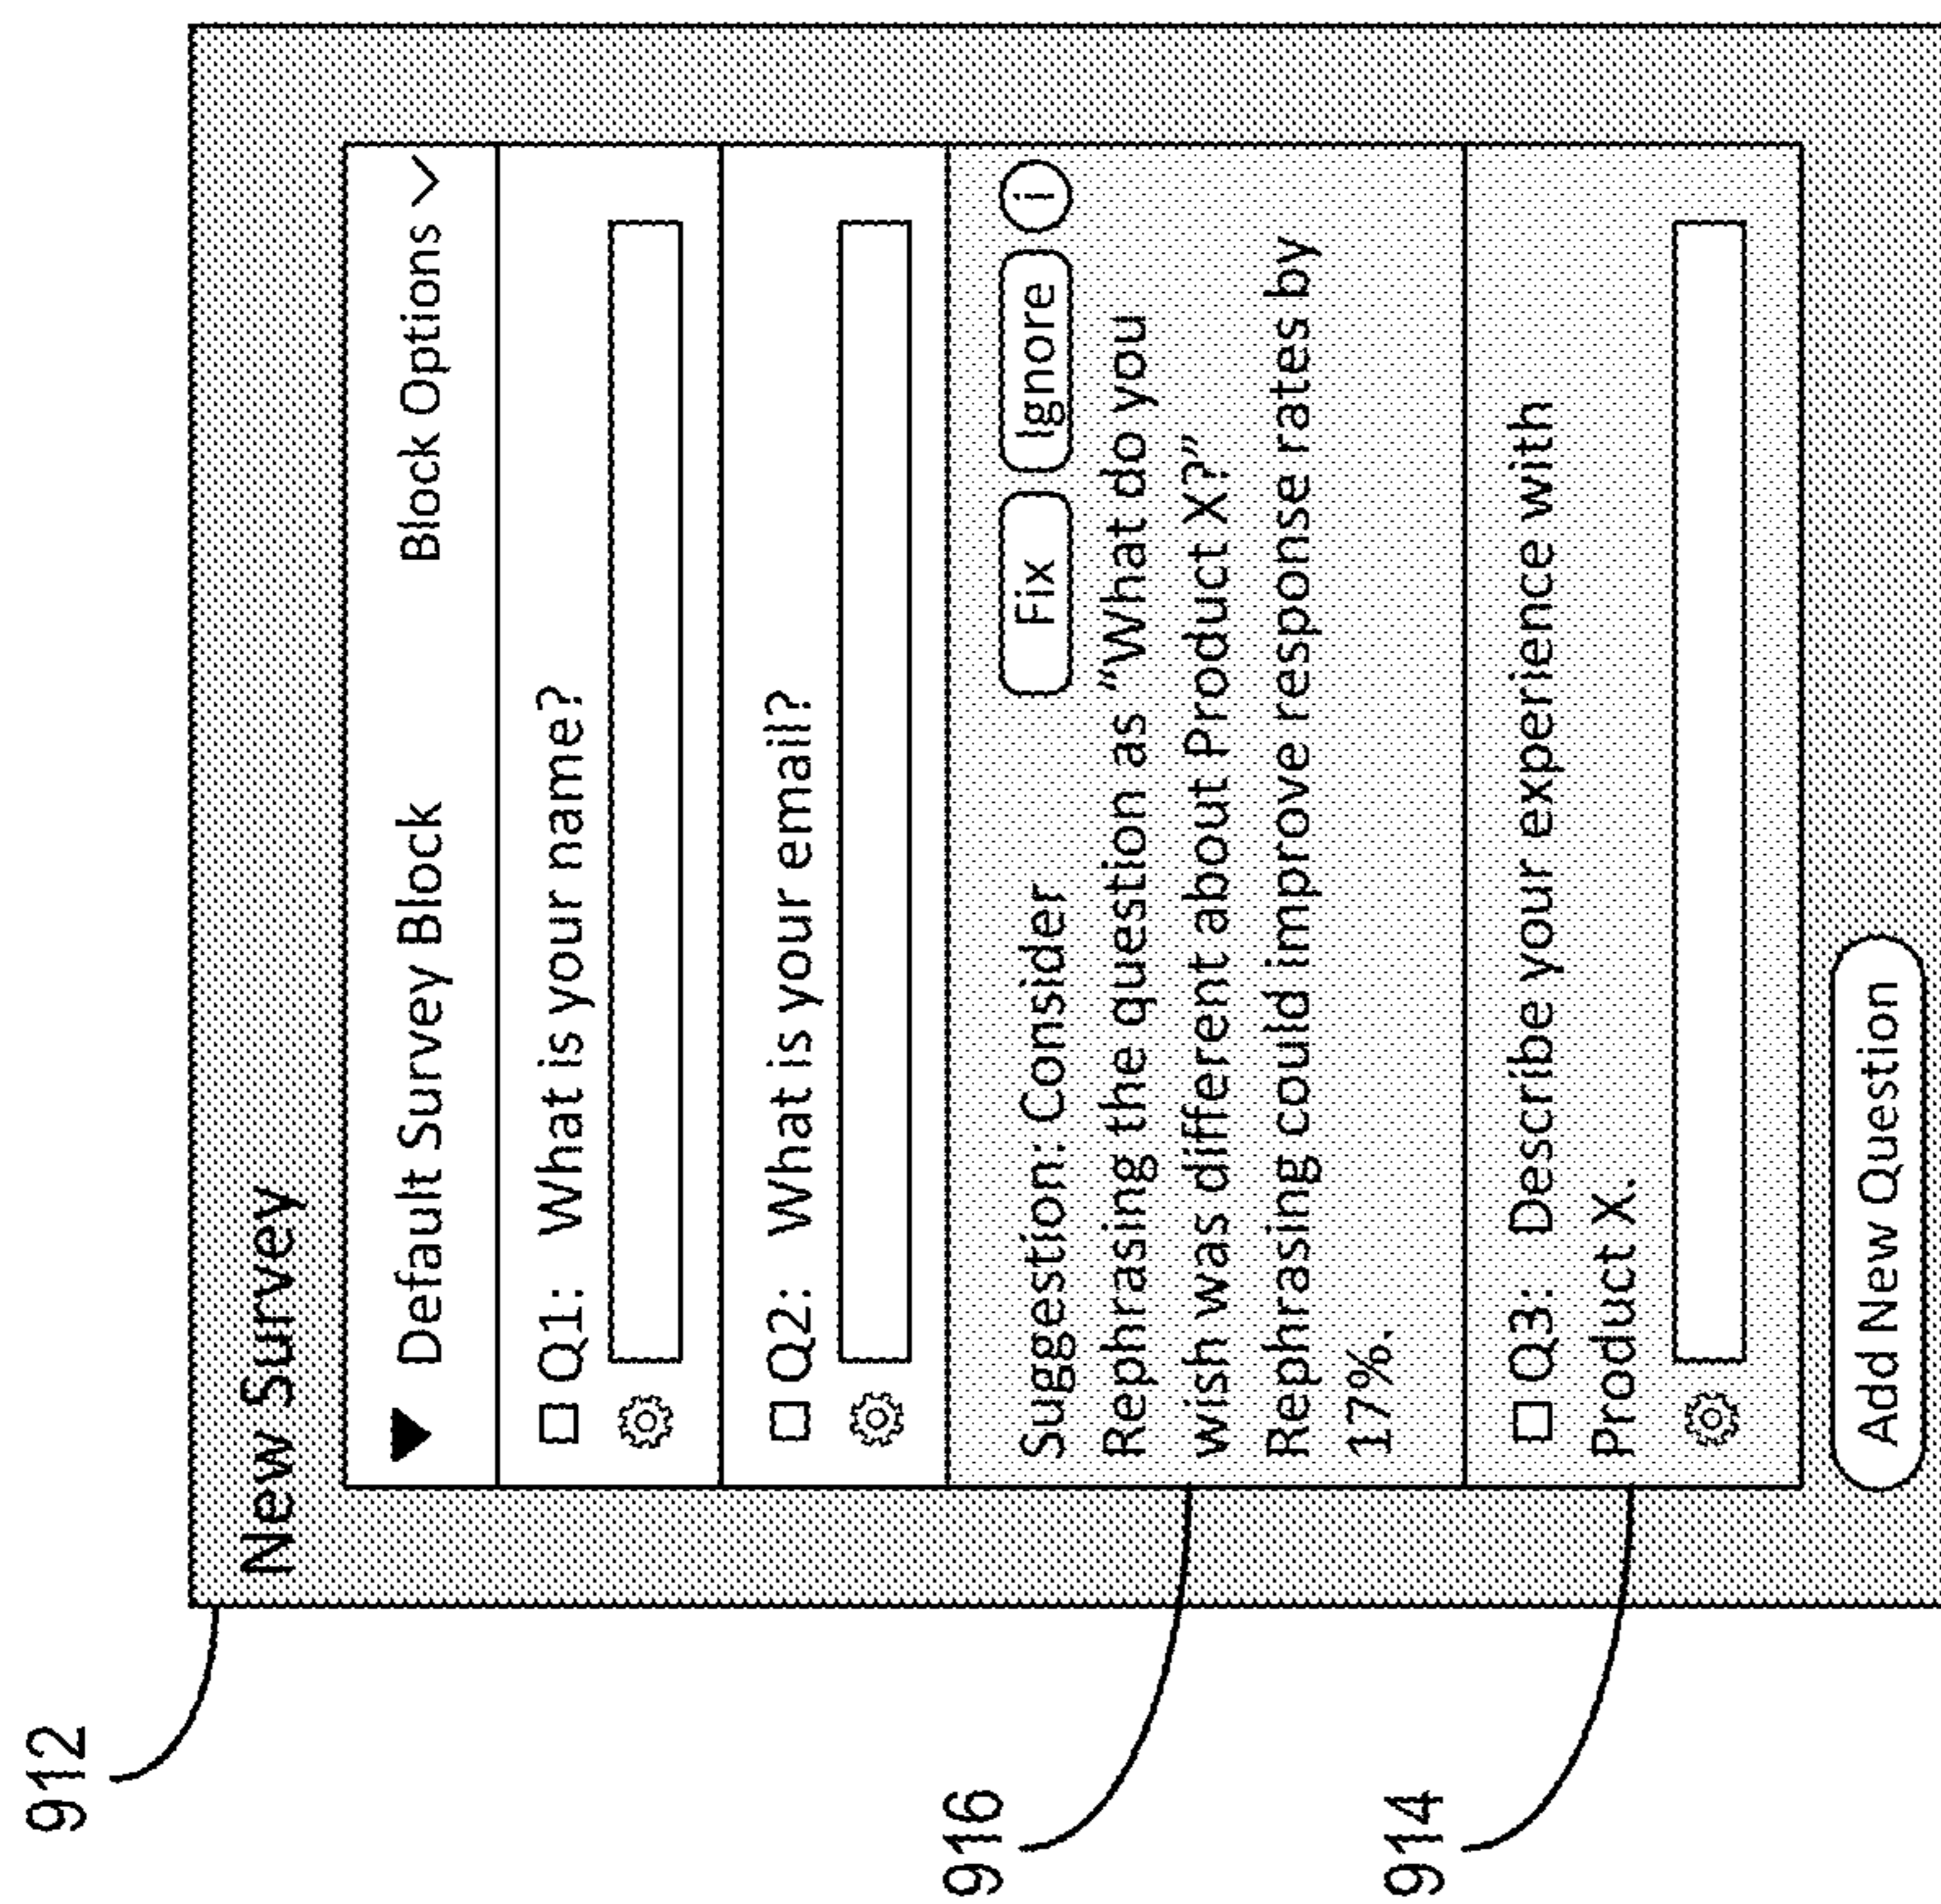 912
New Survey
Default Survey Block Block Options
Q1: What is your name?
Q2: What is your email?
Suggestion: Consider Fix Ignore i
Rephrasing the question as "What do you
wish was different about Product X?"
Rephrasing could improve response rates by
17%.
916
Q3: Describe your experience with
Product X.
914
Add New Question